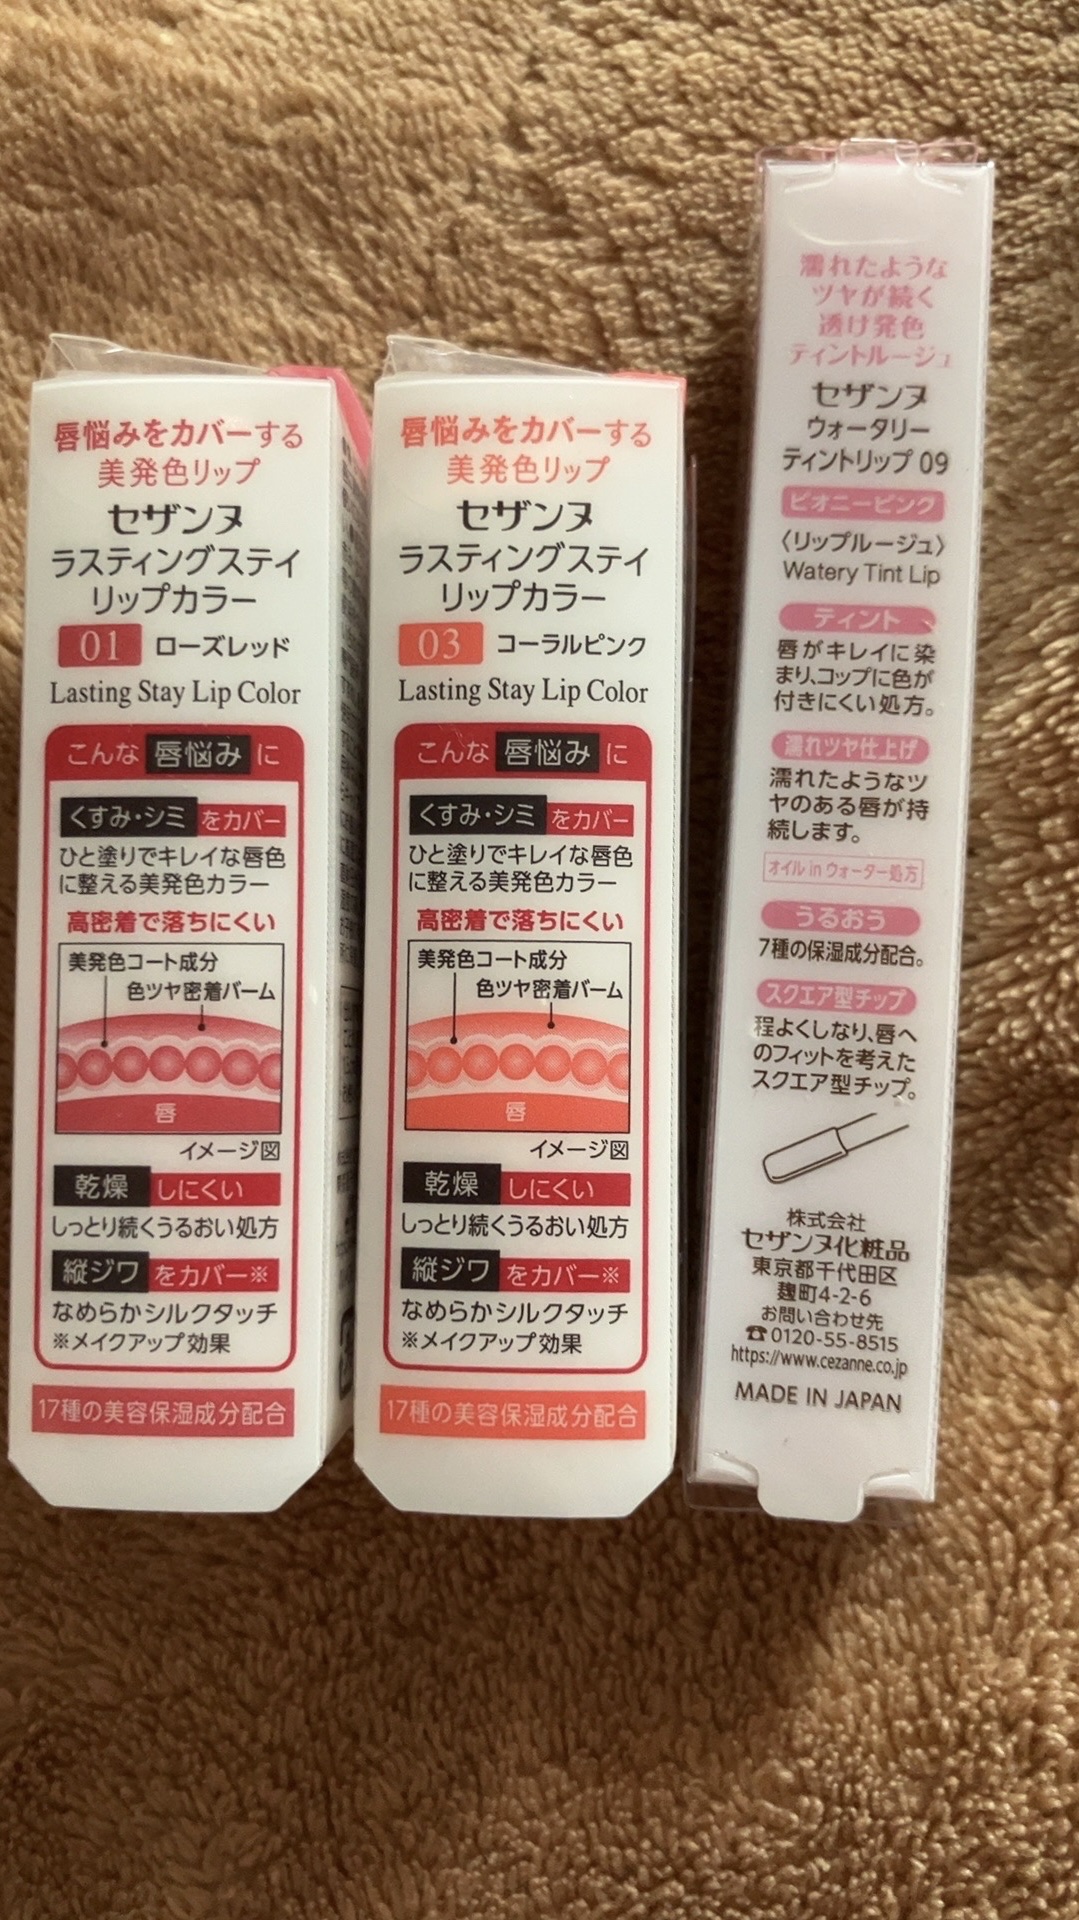 唇悩みをカバーする
美発色リップ
セザンヌ
ラスティングステイ
リップカラー
01 ローズレッド
Lasting Stay Lip Color
こんな 唇悩み に
くすみ・シミ をカバー
ひと塗りでキレイな唇色
に整える美発色カラー
高密着で落ちにくい
美発色コート成分
色ツヤ密着バーム
唇
イメージ図
乾燥 しにくい
しっとり続くうるおい処方
縦ジワ をカバー※
なめらかシルクタッチ
※メイクアップ効果
17種の美容保湿成分配合
唇悩みをカバーする
美発色リップ
セザンヌ
ラスティングステイ
リップカラー
03 コーラルピンク
Lasting Stay Lip Color
こんな 唇悩み に
くすみ・シミ をカバー
ひと塗りでキレイな唇色
に整える美発色カラー
高密着で落ちにくい
美発色コート成分
色ツヤ密着バーム
唇
イメージ図
乾燥 しにくい
しっとり続くうるおい処方
縦ジワ をカバー※
なめらかシルクタッチ
※メイクアップ効果
17種の美容保湿成分配合
濡れたような
ツヤが続く
透け発色
ティントルージュ
セザンヌ
ウォータリー
ティントリップ 09
ピオニーピンク
〈リップルージュ〉
Watery Tint Lip
ティント
唇がキレイに染
まり、コップに色が
付きにくい処方。
濡れツヤ仕上げ
濡れたようなツ
ヤのある唇が持
続します。
オイル in ウォーター処方
うるおう
7種の保湿成分配合。
スクエア型チップ
程よくしなり、唇へ
のフィットを考えた
スクエア型チップ。
株式会社
セザンヌ化粧品
東京都千代田区
麹町4-2-6
お問い合わせ先
☎0120-55-8515
https://www.cezanne.co.jp
MADE IN JAPAN